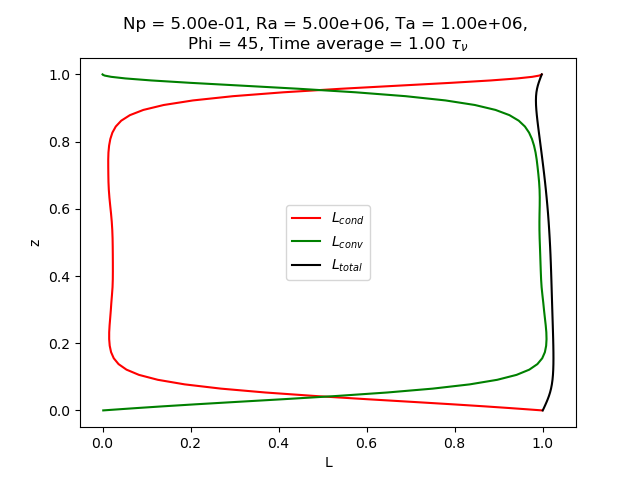 Np = 5.00e-01, Ra = 5.00e+06, Ta = 1.00e+06,
Phi = 45, Time average = 1.00 τ_ν
1.0
0.8
0.6
0.4
0.2
0.0
z
L_cond
L_conv
L_total
0.0 0.2 0.4 0.6 0.8 1.0
L